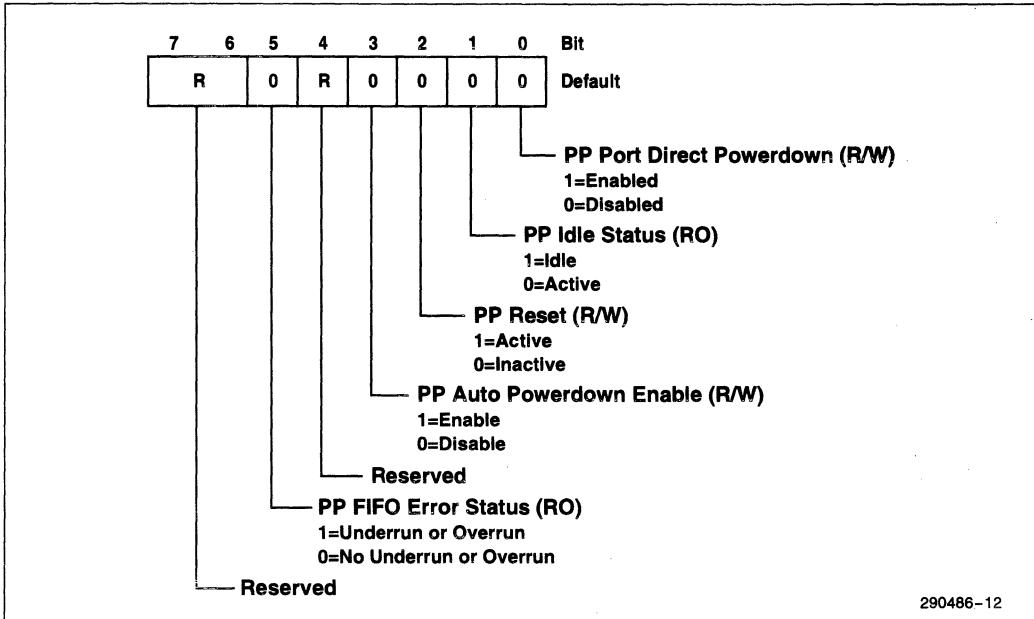 7 6 5 4 3 2 1 0 Bit
R 0 R 0 0 0 0 Default
PP Port Direct Powerdown (R/W)
1=Enabled
0=Disabled
PP Idle Status (RO)
1=Idle
0=Active
PP Reset (R/W)
1=Active
0=Inactive
PP Auto Powerdown Enable (R/W)
1=Enable
0=Disable
Reserved
PP FIFO Error Status (RO)
1=Underrun or Overrun
0=No Underrun or Overrun
Reserved
290486-12